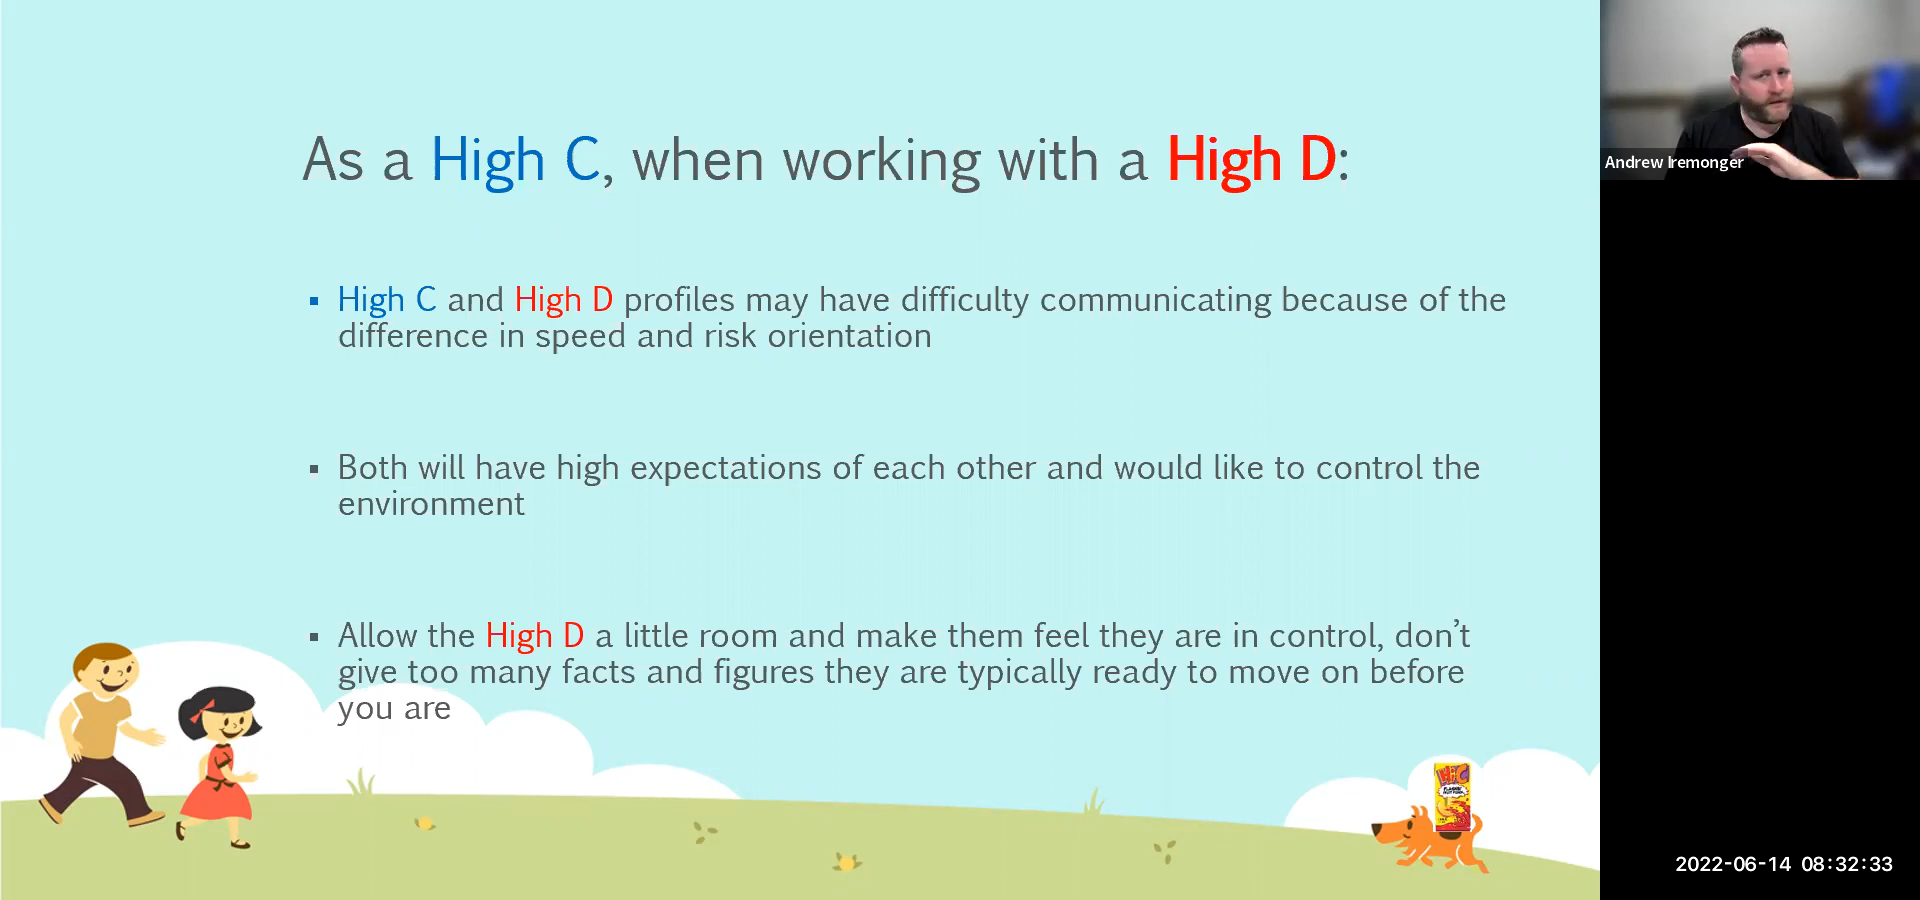 As a High C, when working with a High D:
▪ High C and High D profiles may have difficulty communicating because of the
difference in speed and risk orientation
▪ Both will have high expectations of each other and would like to control the
environment
▪ Allow the High D a little room and make them feel they are in control, don’t
give too many facts and figures they are typically ready to move on before
you are
Hi-C
Andrew Iremonger
2022-06-14 08:32:33